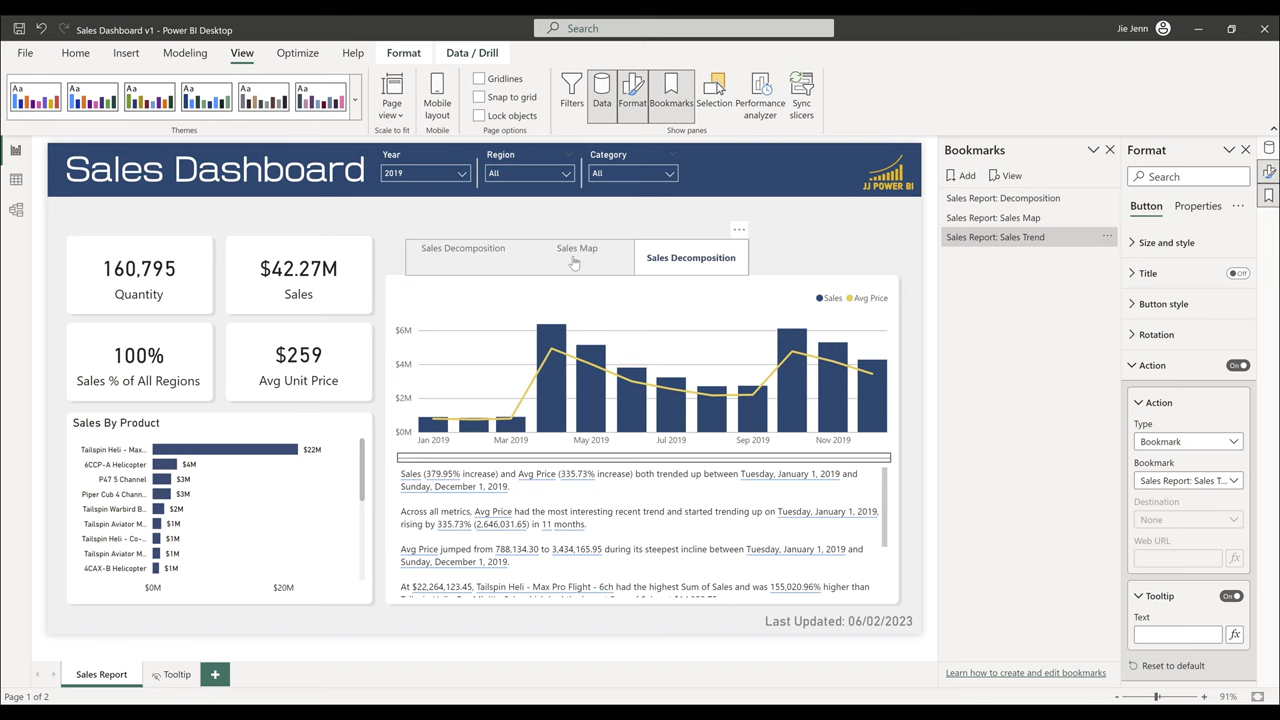 Sales Dashboard v1 - Power BI Desktop
Search
Jie Jenn
File
Home
Insert
Modeling
View
Optimize
Help
Format
Data / Drill
Aa
Aa
Aa
Aa
Aa
Aa
Themes
Page view
Scale to fit
Mobile layout
Mobile
Gridlines
Snap to grid
Lock objects
Page options
Filters
Data
Format
Bookmarks
Selection
Performance analyzer
Sync slicers
Show panes
Sales Dashboard
Year
2019
Region
All
Category
All
JJ POWER BI
160,795
Quantity
$42.27M
Sales
100%
Sales % of All Regions
$259
Avg Unit Price
Sales By Product
Tailspin Heli - Max... $22M
6CCP-A Helicopter $4M
P47 5 Channel $3M
Piper Cub 4 Chann... $3M
Tailspin Warbird B... $2M
Tailspin Aviator M... $1M
Tailspin Heli - Co-... $1M
Tailspin Aviator M... $1M
4CAX-B Helicopter $1M
$0M $20M
Sales Decomposition
Sales Map
Sales Decomposition
Sales Avg Price
$6M
$4M
$2M
$0M
Jan 2019 Mar 2019 May 2019 Jul 2019 Sep 2019 Nov 2019
Sales (379.95% increase) and Avg Price (335.73% increase) both trended up between Tuesday, January 1, 2019 and
Sunday, December 1, 2019.
Across all metrics, Avg Price had the most interesting recent trend and started trending up on Tuesday, January 1, 2019,
rising by 335.73% (2,646,031.65) in 11 months.
Avg Price jumped from 788,134.30 to 3,434,165.95 during its steepest incline between Tuesday, January 1, 2019 and
Sunday, December 1, 2019.
At $22,264,123.45, Tailspin Heli - Max Pro Flight - 6ch had the highest Sum of Sales and was 155,020.96% higher than
Last Updated: 06/02/2023
Bookmarks
Add
View
Sales Report: Decomposition
Sales Report: Sales Map
Sales Report: Sales Trend
Learn how to create and edit bookmarks
Format
Search
Button
Properties
Size and style
Title
Off
Button style
Rotation
Action
On
Action
Type
Bookmark
Bookmark
Sales Report: Sales T...
Destination
None
Web URL
fx
Tooltip
On
Text
fx
Reset to default
Sales Report
Tooltip
Page 1 of 2
91%